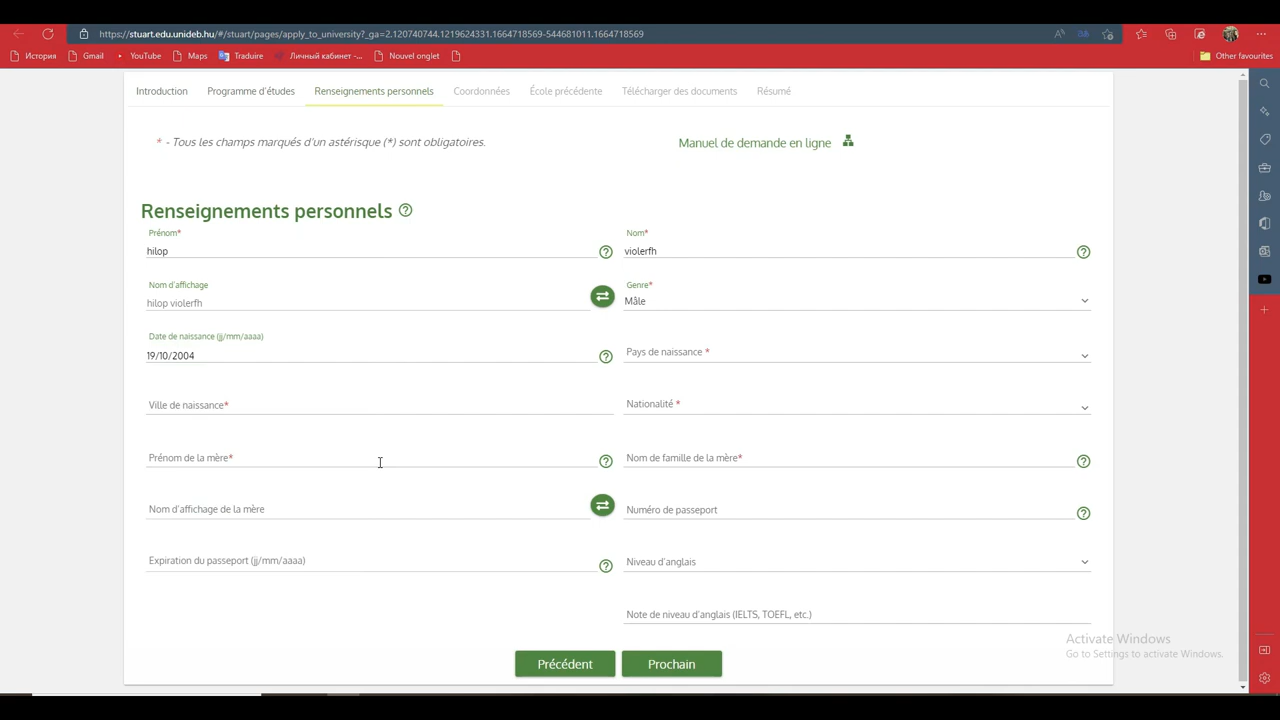 https://stuart.edu.unideb.hu/#/stuart/pages/apply_to_university?_ga=2.120740744.1219624331.1664718569-544681011.1664718569
История Gmail YouTube Maps Traduire Личный кабинет -... Nouvel onglet Other favourites
Introduction Programme d'études Renseignements personnels Coordonnées École précédente Télécharger des documents Résumé
* - Tous les champs marqués d'un astérisque (*) sont obligatoires. Manuel de demande en ligne
Renseignements personnels
Prénom* Nom*
hilop violerfh
Nom d'affichage Genre*
hilop violerfh Mâle
Date de naissance (jj/mm/aaaa)
19/10/2004 Pays de naissance *
Ville de naissance* Nationalité *
Prénom de la mère* Nom de famille de la mère*
Nom d'affichage de la mère Numéro de passeport
Expiration du passeport (jj/mm/aaaa) Niveau d'anglais
Note de niveau d'anglais (IELTS, TOEFL, etc.)
Précédent Prochain
Activate Windows
Go to Settings to activate Windows.